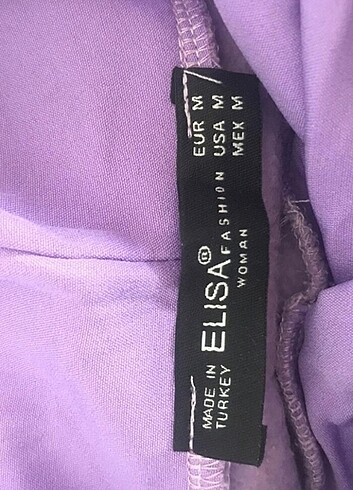 MADE IN
TURKEY
ELISA®
FASHION
WOMAN
EUR M
USA M
MEX M